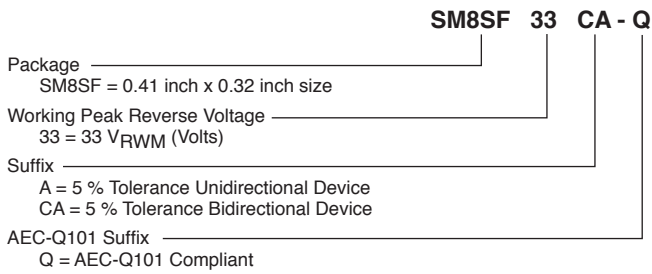 SM8SF 33 CA - Q
Package
SM8SF = 0.41 inch x 0.32 inch size
Working Peak Reverse Voltage
33 = 33 VRWM (Volts)
Suffix
A = 5 % Tolerance Unidirectional Device
CA = 5 % Tolerance Bidirectional Device
AEC-Q101 Suffix
Q = AEC-Q101 Compliant